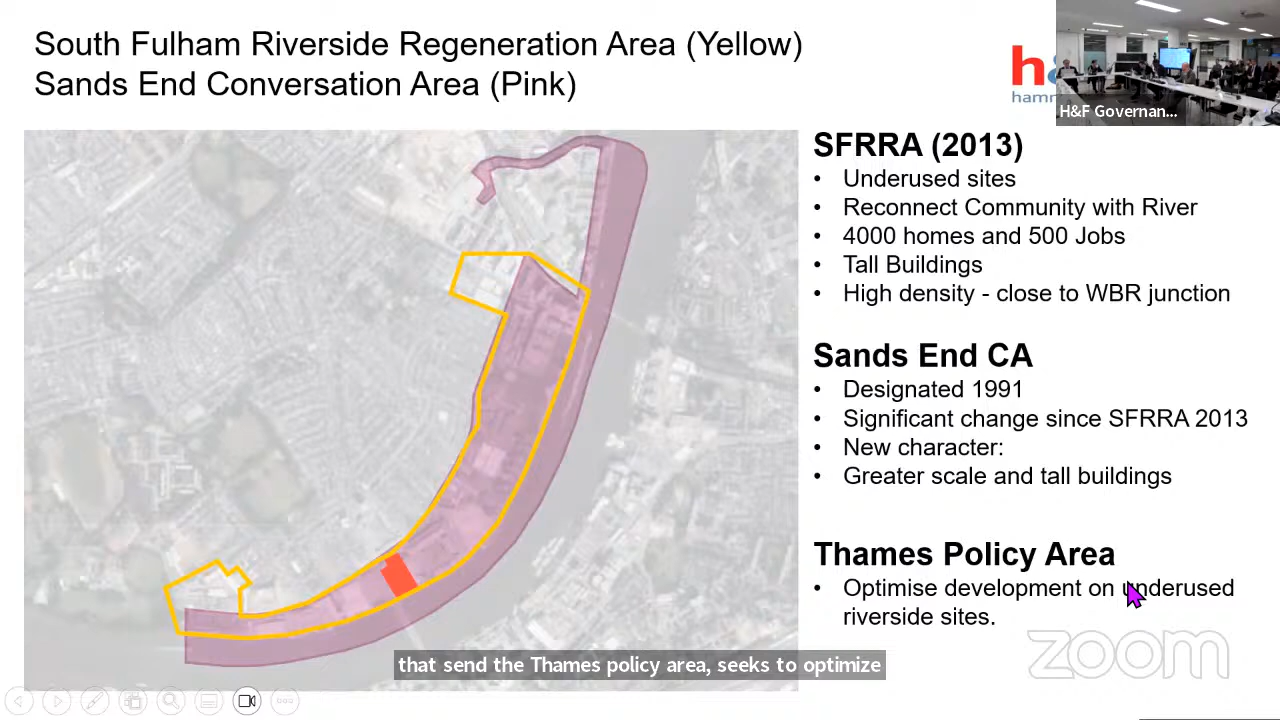 South Fulham Riverside Regeneration Area (Yellow)
Sands End Conversation Area (Pink)
h&
hamm
H&F Governan...
SFRRA (2013)
• Underused sites
• Reconnect Community with River
• 4000 homes and 500 Jobs
• Tall Buildings
• High density - close to WBR junction
Sands End CA
• Designated 1991
• Significant change since SFRRA 2013
• New character:
• Greater scale and tall buildings
Thames Policy Area
• Optimise development on underused
riverside sites.
zoom
that send the Thames policy area, seeks to optimize